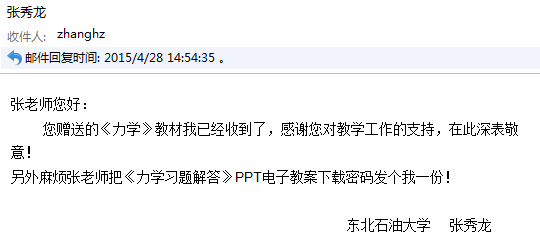 张秀龙
收件人: zhanghz
邮件回复时间: 2015/4/28 14:54:35 。
张老师您好：
您赠送的《力学》教材我已经收到了，感谢您对教学工作的支持，在此深表敬
意！
另外麻烦张老师把《力学习题解答》PPT电子教案下载密码发个我一份！
东北石油大学 张秀龙